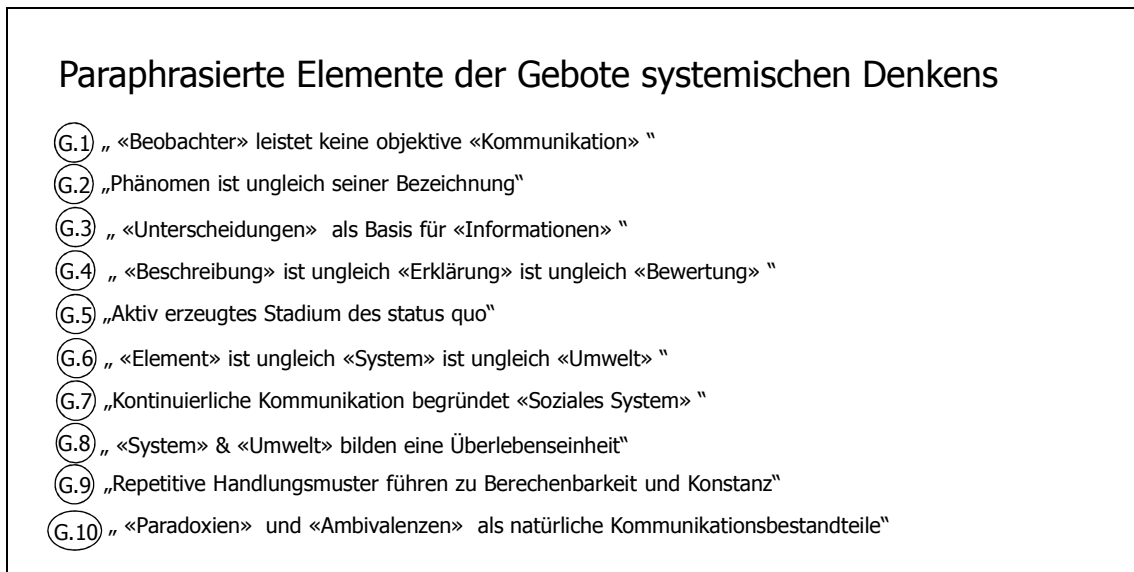 Paraphrasierte Elemente der Gebote systemischen Denkens
G.1 „ «Beobachter» leistet keine objektive «Kommunikation» “
G.2 „Phänomen ist ungleich seiner Bezeichnung“
G.3 „ «Unterscheidungen» als Basis für «Informationen» “
G.4 „ «Beschreibung» ist ungleich «Erklärung» ist ungleich «Bewertung» “
G.5 „Aktiv erzeugtes Stadium des status quo“
G.6 „ «Element» ist ungleich «System» ist ungleich «Umwelt» “
G.7 „Kontinuierliche Kommunikation begründet «Soziales System» “
G.8 „ «System» & «Umwelt» bilden eine Überlebenseinheit“
G.9 „Repetitive Handlungsmuster führen zu Berechenbarkeit und Konstanz“
G.10 „ «Paradoxien» und «Ambivalenzen» als natürliche Kommunikationsbestandteile“